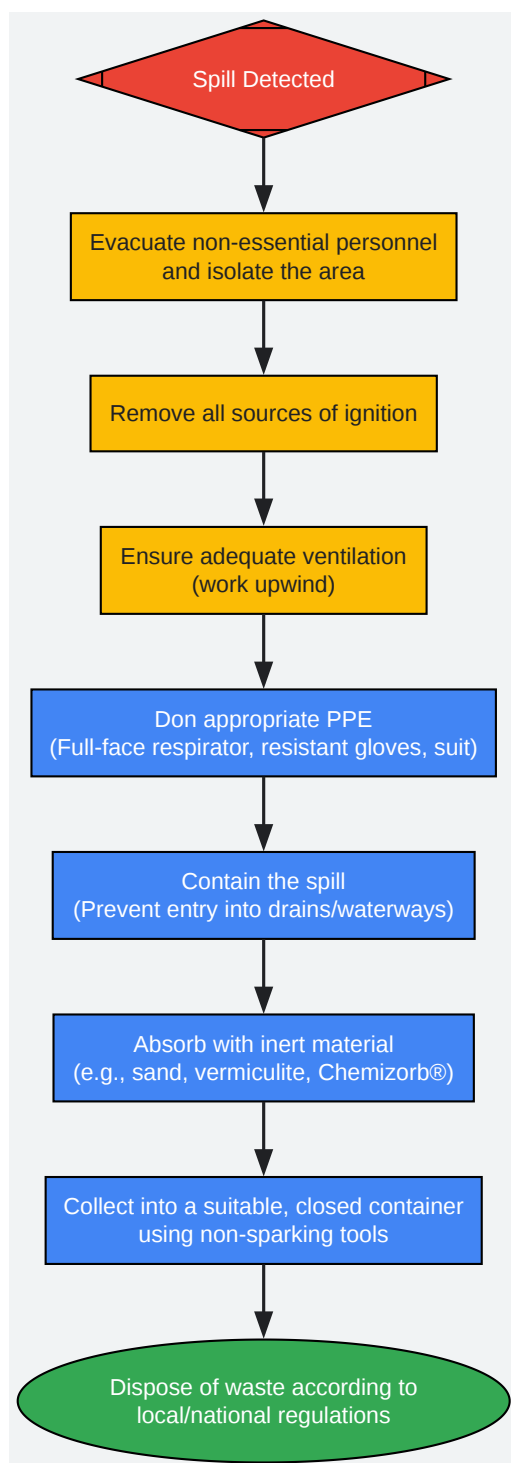 Spill Detected
Evacuate non-essential personnel
and isolate the area
Remove all sources of ignition
Ensure adequate ventilation
(work upwind)
Don appropriate PPE
(Full-face respirator, resistant gloves, suit)
Contain the spill
(Prevent entry into drains/waterways)
Absorb with inert material
(e.g., sand, vermiculite, Chemizorb®)
Collect into a suitable, closed container
using non-sparking tools
Dispose of waste according to
local/national regulations